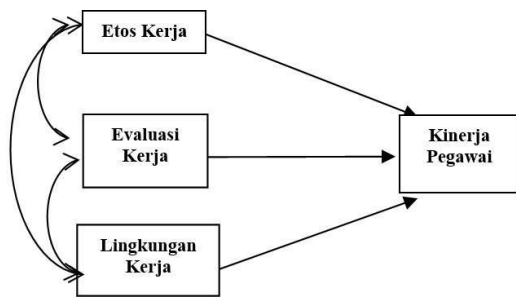 Etos Kerja
Evaluasi
Kerja
Kinerja
Pegawai
Lingkungan
Kerja